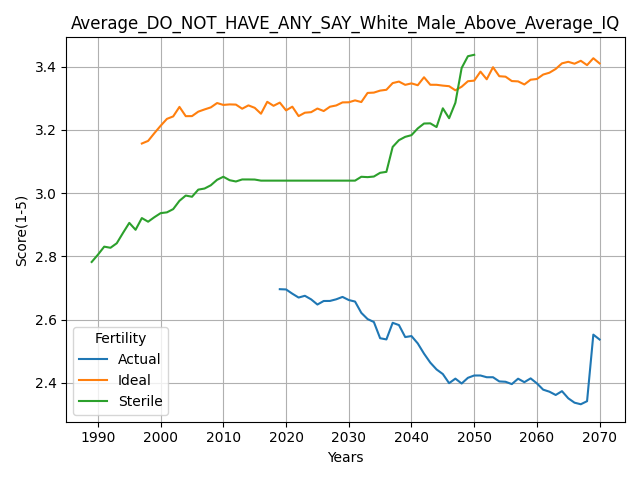 Average_DO_NOT_HAVE_ANY_SAY_White_Male_Above_Average_IQ
Score(1-5)
3.4
3.2
3.0
2.8
2.6
2.4
Fertility
Actual
Ideal
Sterile
1990 2000 2010 2020 2030 2040 2050 2060 2070
Years